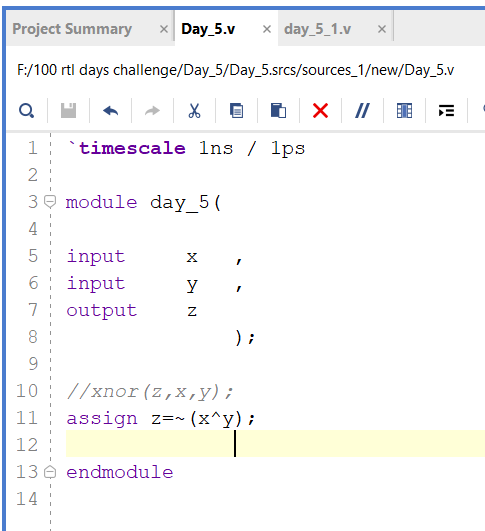 Project Summary × Day_5.v × day_5_1.v ×
F:/100 rtl days challenge/Day_5/Day_5.srcs/sources_1/new/Day_5.v
1 `timescale 1ns / 1ps
2
3 module day_5(
4
5 input x ,
6 input y ,
7 output z
8 );
9
10 //xnor(z,x,y);
11 assign z=~(x^y);
12
13 endmodule
14